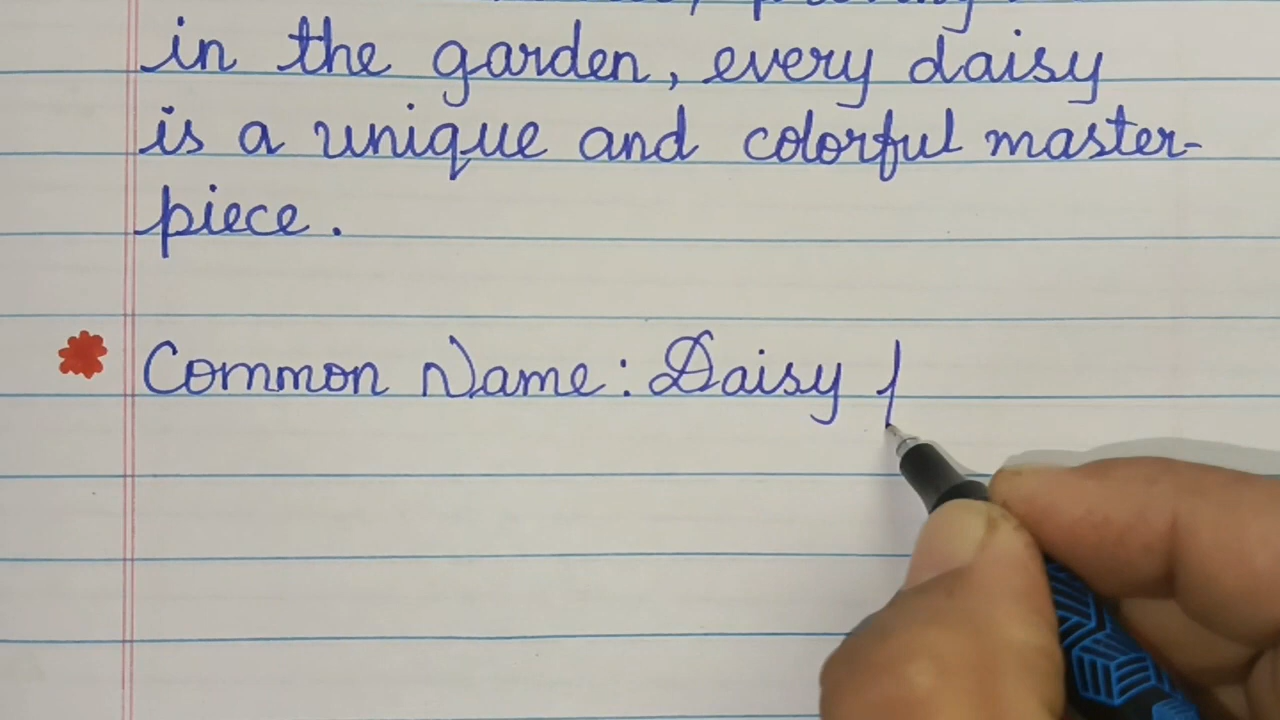 in the garden, every daisy
is a unique and colorful master-
piece.
Common Name: Daisy